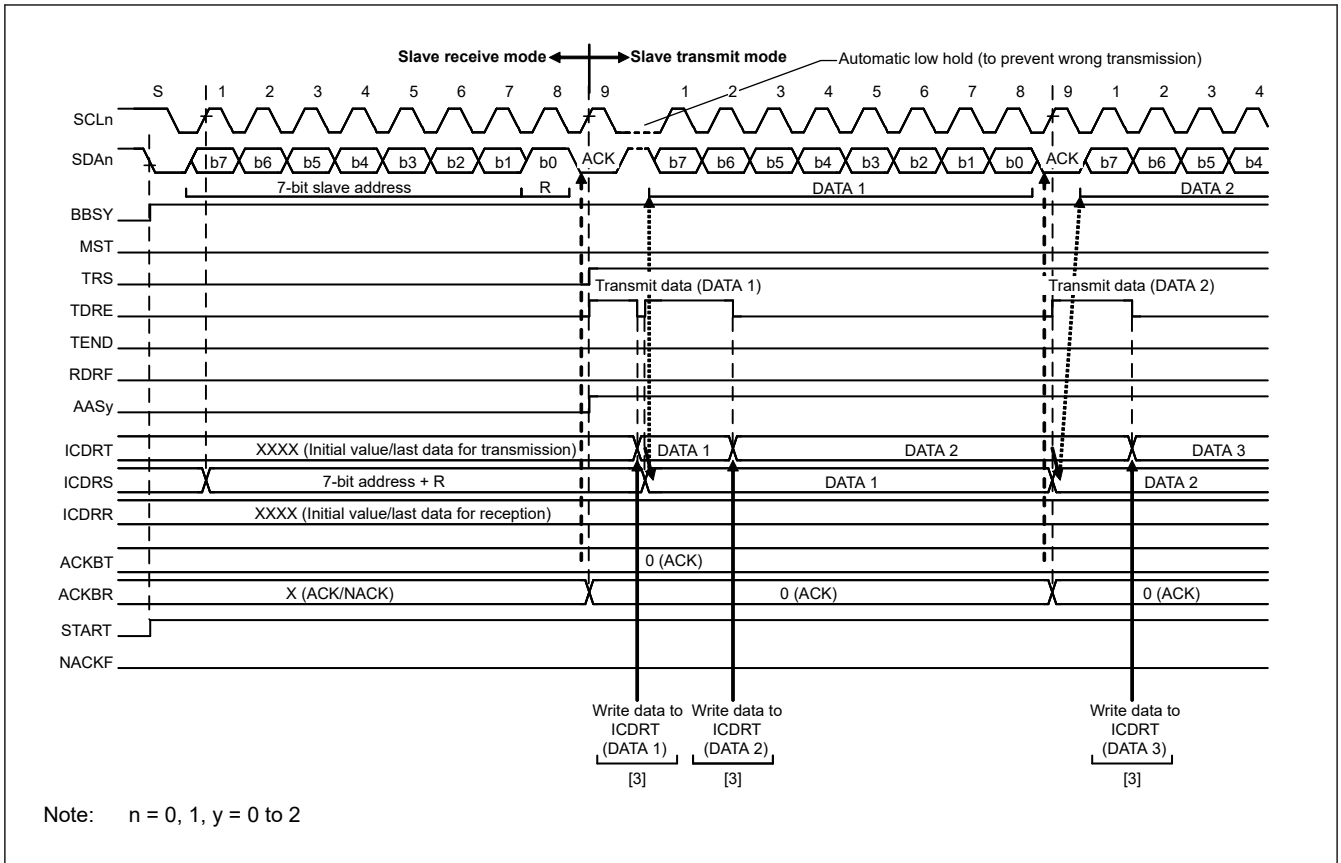 Slave receive mode Slave transmit mode
Automatic low hold (to prevent wrong transmission)
S 1 2 3 4 5 6 7 8 9 1 2 3 4 5 6 7 8 9 1 2 3 4
SCLn
SDAn b7 b6 b5 b4 b3 b2 b1 b0 ACK b7 b6 b5 b4 b3 b2 b1 b0 ACK b7 b6 b5 b4
7-bit slave address R DATA 1 DATA 2
BBSY
MST
TRS
Transmit data (DATA 1) Transmit data (DATA 2)
TDRE
TEND
RDRF
AASy
ICDRT XXXX (Initial value/last data for transmission) DATA 1 DATA 2 DATA 3
ICDRS 7-bit address + R DATA 1 DATA 2
ICDRR XXXX (Initial value/last data for reception)
ACKBT 0 (ACK)
ACKBR X (ACK/NACK) 0 (ACK) 0 (ACK)
START
NACKF
Write data to Write data to Write data to
ICDRT ICDRT ICDRT
(DATA 1) (DATA 2) (DATA 3)
[3] [3] [3]
Note: n = 0, 1, y = 0 to 2